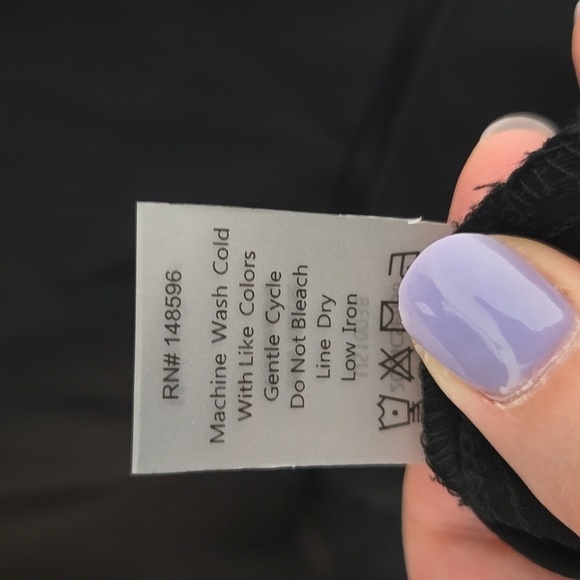 RN# 148596
Machine Wash Cold
With Like Colors
Gentle Cycle
Do Not Bleach
Line Dry
Low Iron